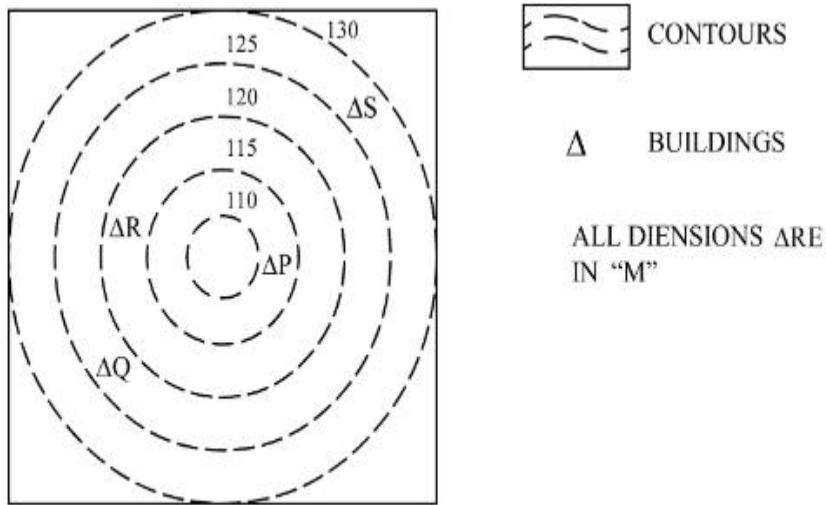 130
125
ΔS
120
115
110
ΔR
ΔP
ΔQ
CONTOURS
Δ BUILDINGS
ALL DIENSIONS ΔRE
IN “M”